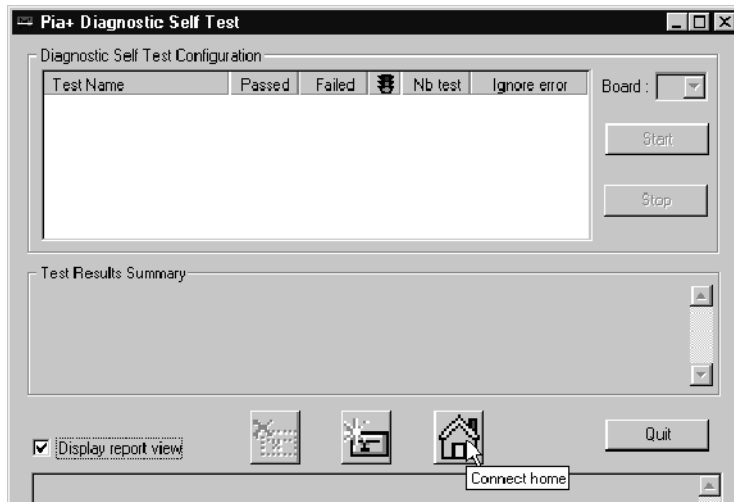 Pia+ Diagnostic Self Test
Diagnostic Self Test Configuration
Test Name Passed Failed Nb test Ignore error
Board :
Start
Stop
Test Results Summary
Display report view
Quit
Connect home